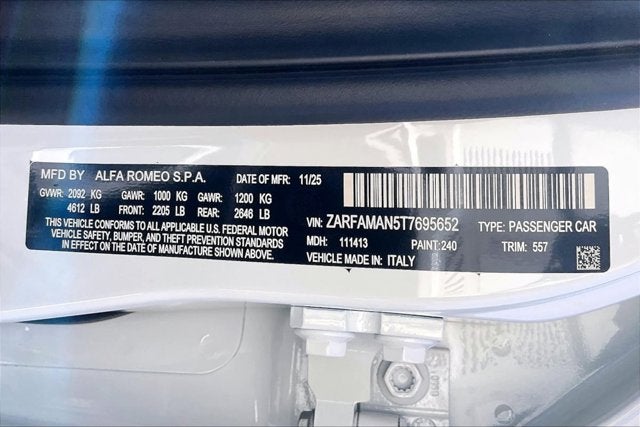 MFD BY ALFA ROMEO S.P.A. DATE OF MFR: 11/25
GVWR: 2092 KG GAWR: 1000 KG GAWR: 1200 KG
4612 LB FRONT: 2205 LB REAR: 2646 LB
THIS VEHICLE CONFORMS TO ALL APPLICABLE U.S. FEDERAL MOTOR
VEHICLE SAFETY, BUMPER, AND THEFT PREVENTION STANDARDS
IN EFFECT ON THE DATE OF MANUFACTURE SHOWN ABOVE.
VIN: ZARFAMAN5T7695652 TYPE: PASSENGER CAR
MDH: 111413 PAINT: 240 TRIM: 557
VEHICLE MADE IN: ITALY